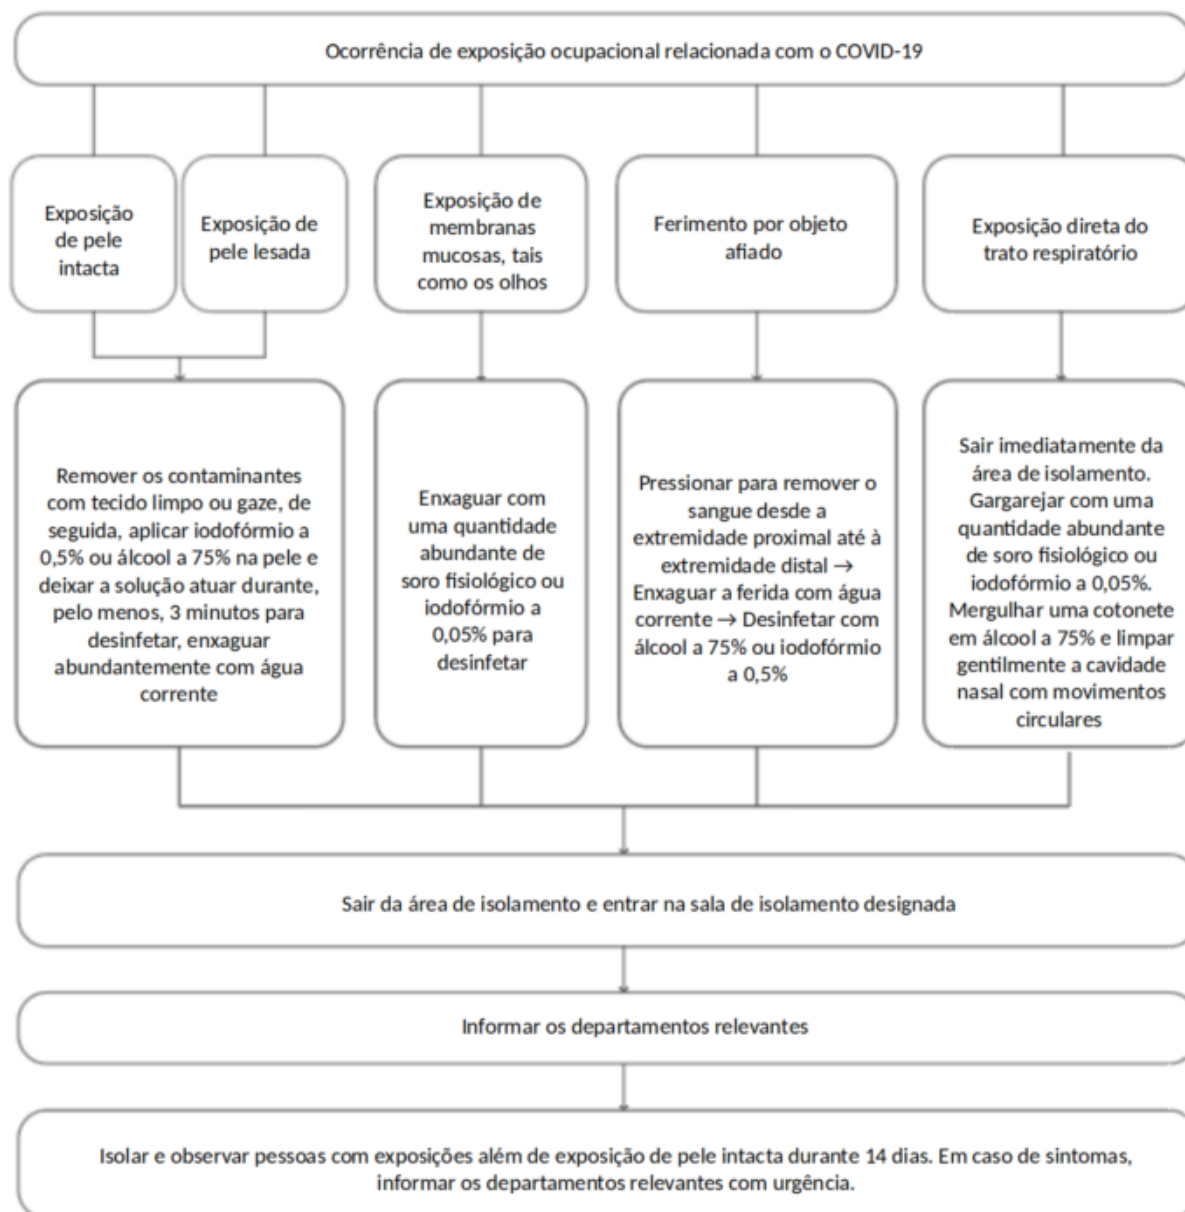 Ocorrência de exposição ocupacional relacionada com o COVID-19
Exposição
de pele
intacta
Exposição de
pele lesada
Exposição de
membranas
mucosas, tais
como os olhos
Ferimento por objeto
afiado
Exposição direta do
trato respiratório
Remover os contaminantes
com tecido limpo ou gaze, de
seguida, aplicar iodofórmio a
0,5% ou álcool a 75% na pele e
deixar a solução atuar durante,
pelo menos, 3 minutos para
desinfetar, enxaguar
abundantemente com água
corrente
Enxaguar com
uma quantidade
abundante de
soro fisiológico ou
iodofórmio a
0,05% para
desinfetar
Pressionar para remover o
sangue desde a
extremidade proximal até à
extremidade distal →
Enxaguar a ferida com água
corrente → Desinfetar com
álcool a 75% ou iodofórmio
a 0,5%
Sair imediatamente da
área de isolamento.
Gargarejar com uma
quantidade abundante
de soro fisiológico ou
iodofórmio a 0,05%.
Mergulhar uma cotonete
em álcool a 75% e limpar
gentilmente a cavidade
nasal com movimentos
circulares
Sair da área de isolamento e entrar na sala de isolamento designada
Informar os departamentos relevantes
Isolar e observar pessoas com exposições além de exposição de pele intacta durante 14 dias. Em caso de sintomas,
informar os departamentos relevantes com urgência.